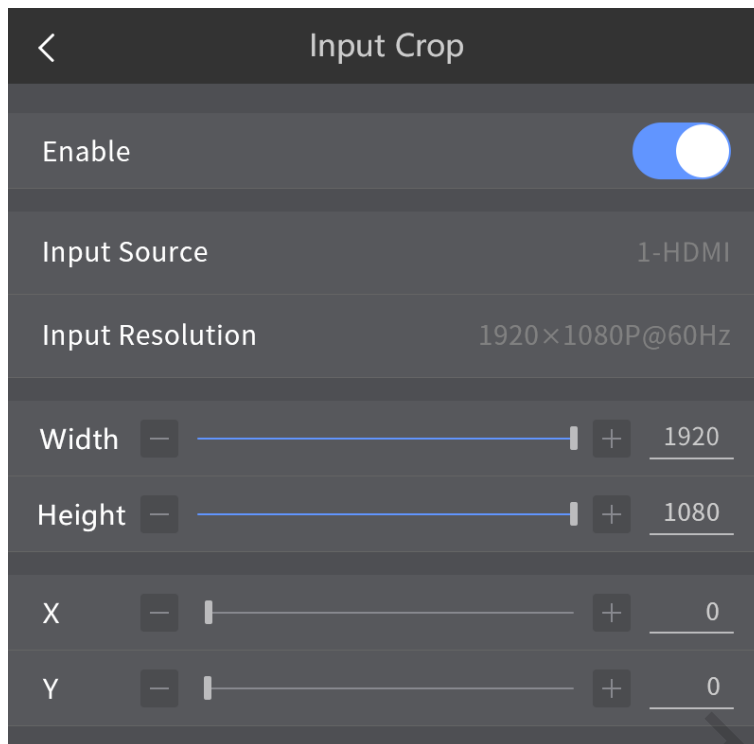 Input Crop
Enable
Input Source 1-HDMI
Input Resolution 1920×1080P@60Hz
Width − + 1920
Height − + 1080
X − + 0
Y − + 0